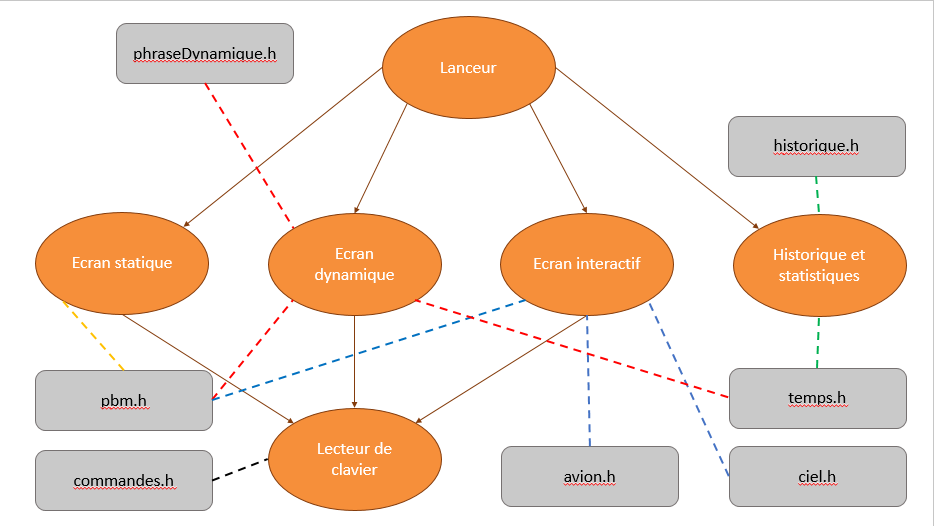 phraseDynamique.h
Lanceur
historique.h
Ecran statique
Ecran
dynamique
Ecran interactif
Historique et
statistiques
pbm.h
temps.h
Lecteur de
clavier
commandes.h
avion.h
ciel.h